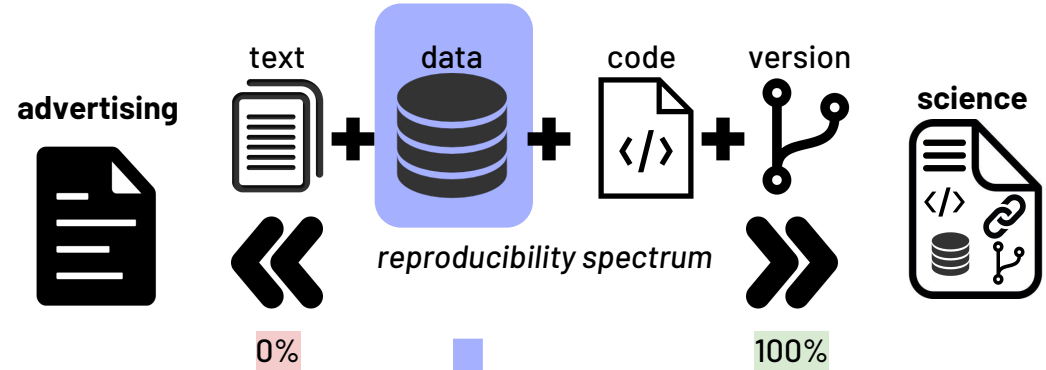 text
data
code
version
advertising
science
</>
</>
reproducibility spectrum
0%
100%